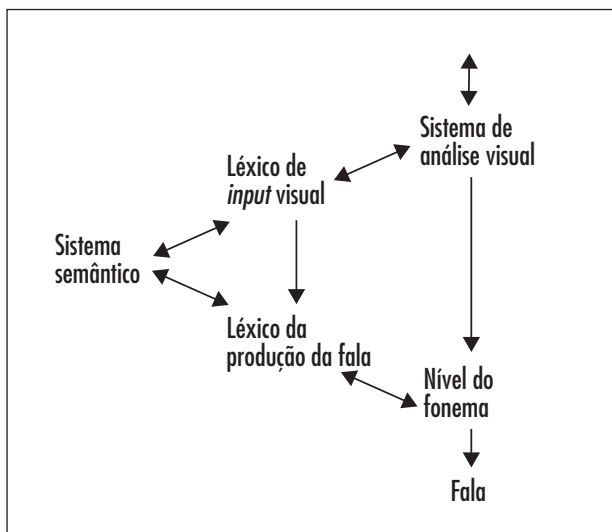 Sistema de
análise visual
Léxico de
input visual
Sistema
semântico
Léxico da
produção da fala
Nível do
fonema
Fala